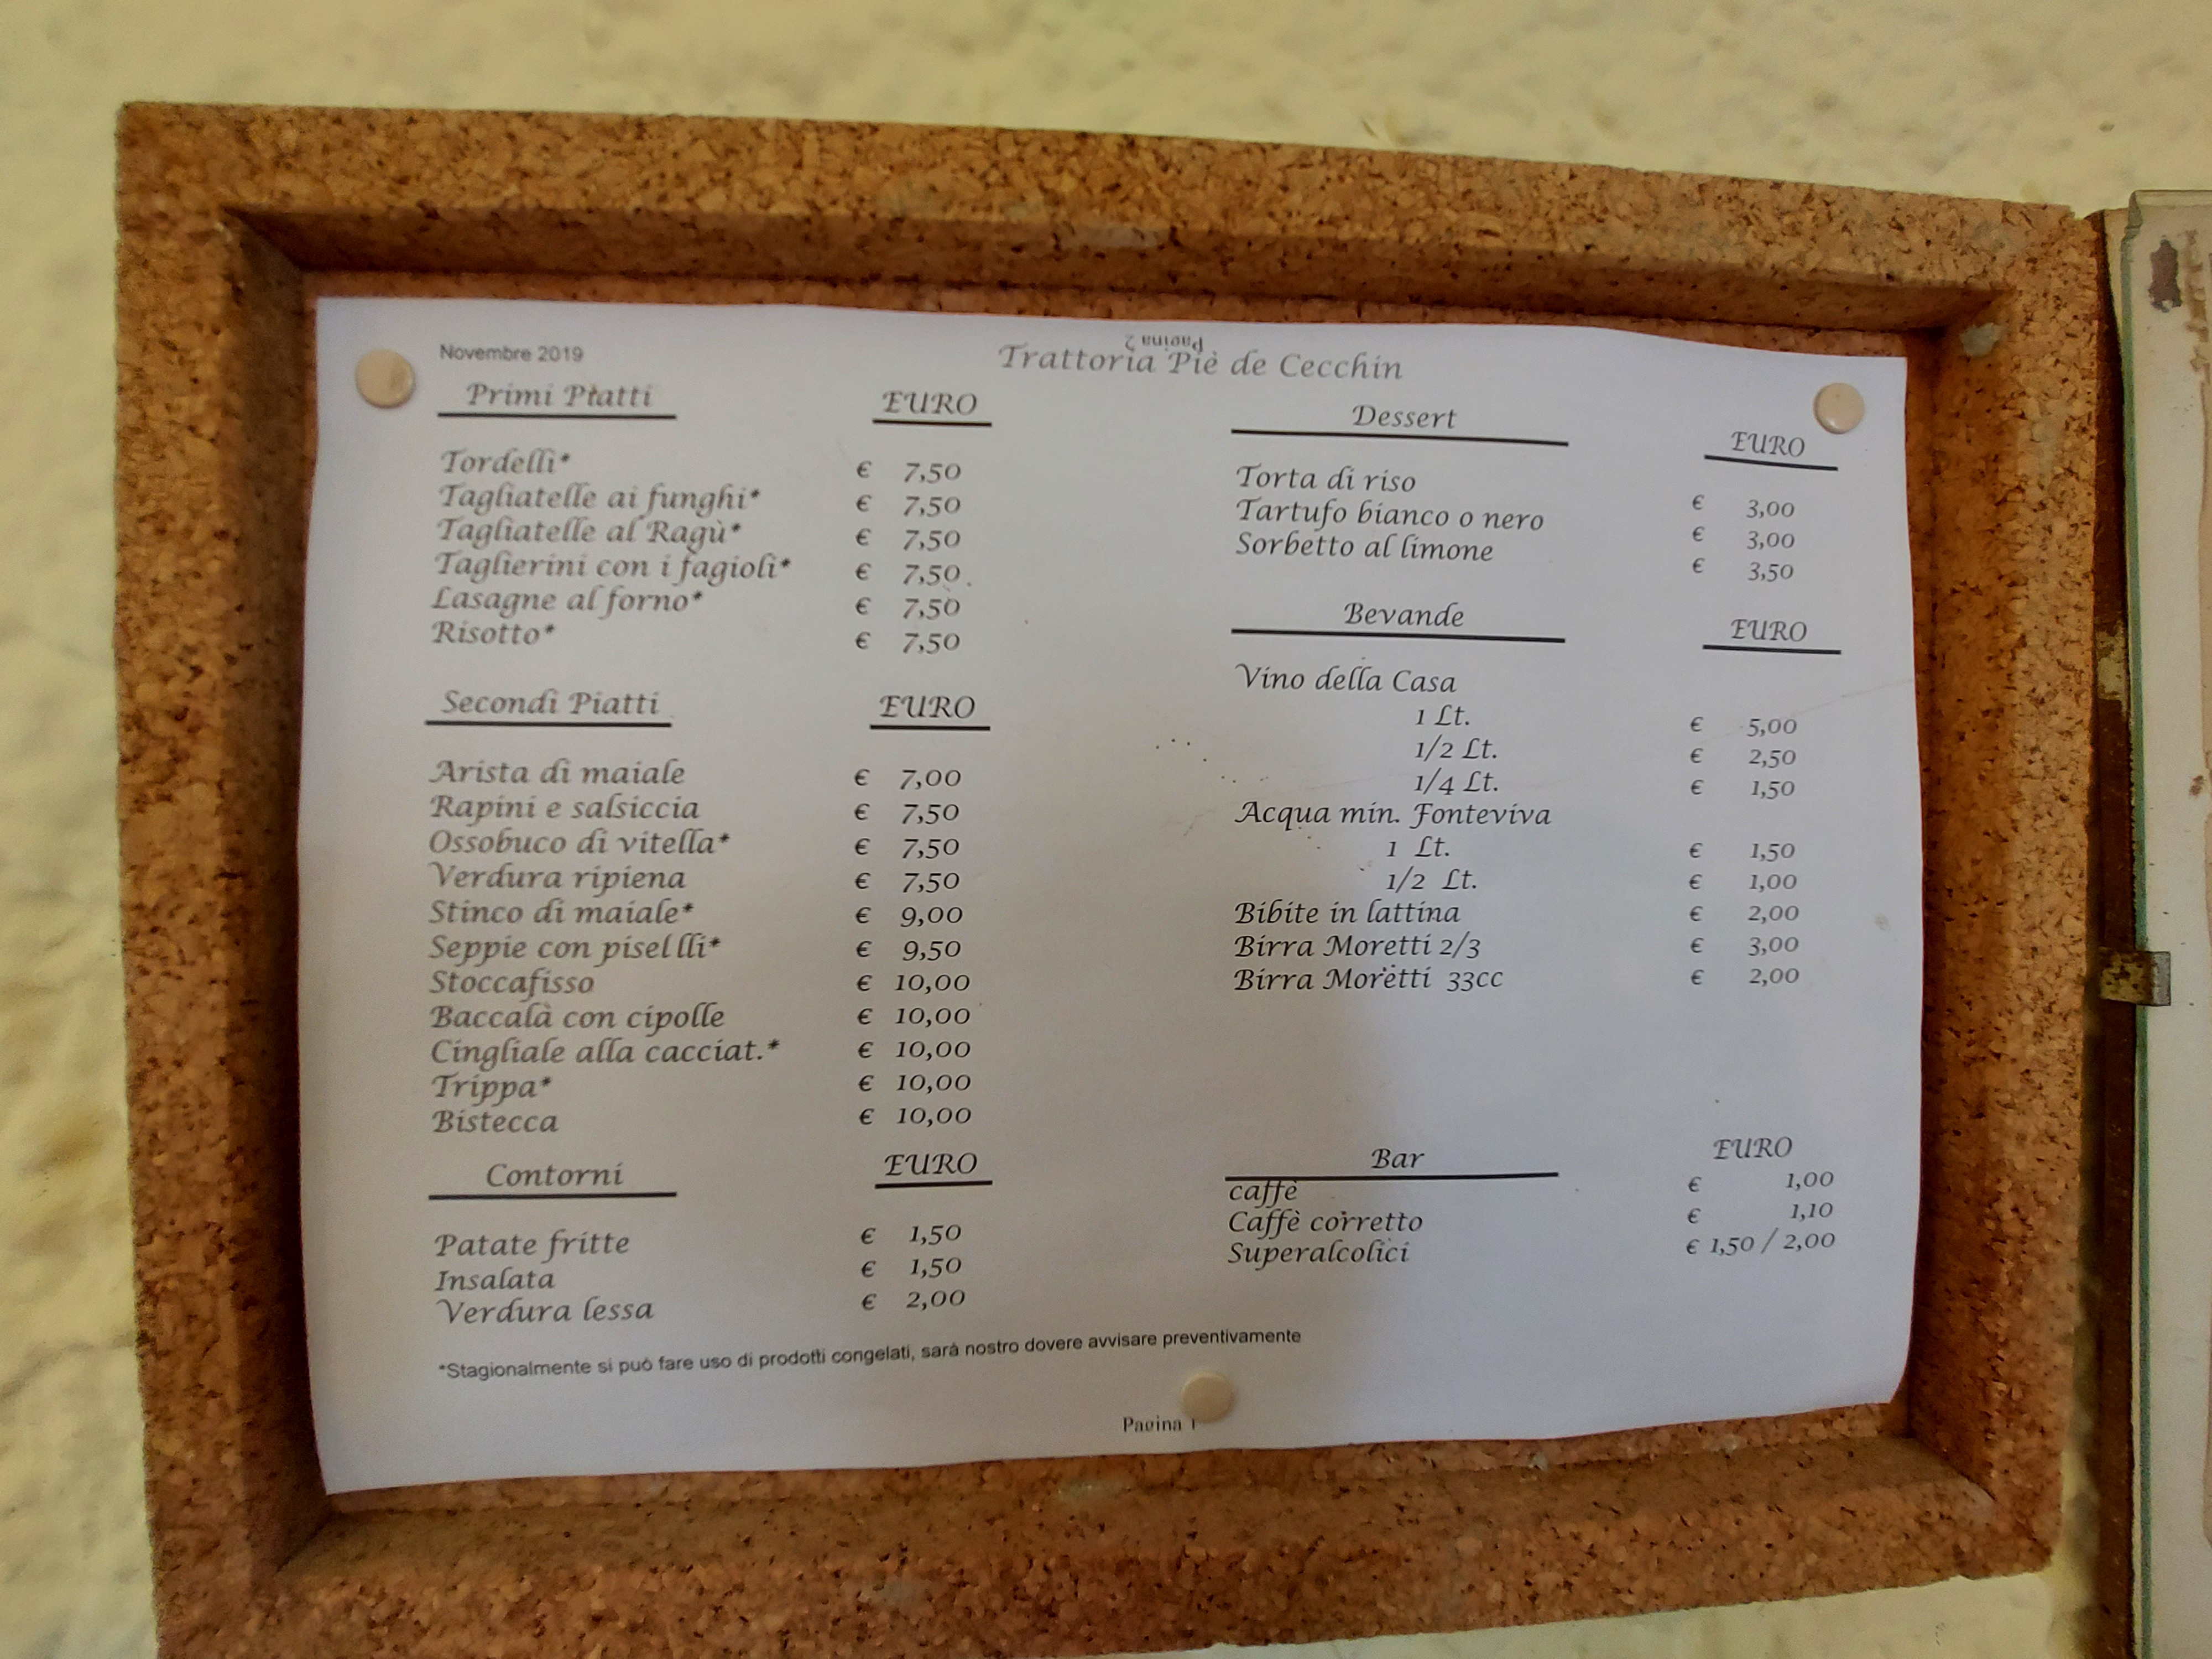 Novembre 2019
Pagina 2
Trattoria Piè de Cecchin
Primi Piatti EURO
Tordelli* € 7,50
Tagliatelle ai funghi* € 7,50
Tagliatelle al Ragù* € 7,50
Taglierini con i fagioli* € 7,50
Lasagne al forno* € 7,50
Risotto* € 7,50
Secondi Piatti EURO
Arista di maiale € 7,00
Rapini e salsiccia € 7,50
Ossobuco di vitella* € 7,50
Verdura ripiena € 7,50
Stinco di maiale* € 9,00
Seppie con pisel lli* € 9,50
Stoccafisso € 10,00
Baccalà con cipolle € 10,00
Cingliale alla cacciat.* € 10,00
Trippa* € 10,00
Bistecca € 10,00
Contorni EURO
Patate fritte € 1,50
Insalata € 1,50
Verdura lessa € 2,00
Dessert EURO
Torta di riso € 3,00
Tartufo bianco o nero € 3,00
Sorbetto al limone € 3,50
Bevande EURO
Vino della Casa
1 Lt. € 5,00
1/2 Lt. € 2,50
1/4 Lt. € 1,50
Acqua min. Fonteviva
1 Lt. € 1,50
1/2 Lt. € 1,00
Bibite in lattina € 2,00
Birra Moretti 2/3 € 3,00
Birra Moretti 33cc € 2,00
Bar EURO
caffè € 1,00
Caffè corretto € 1,10
Superalcolici € 1,50 / 2,00
*Stagionalmente si può fare uso di prodotti congelati, sarà nostro dovere avvisare preventivamente
Pagina 1